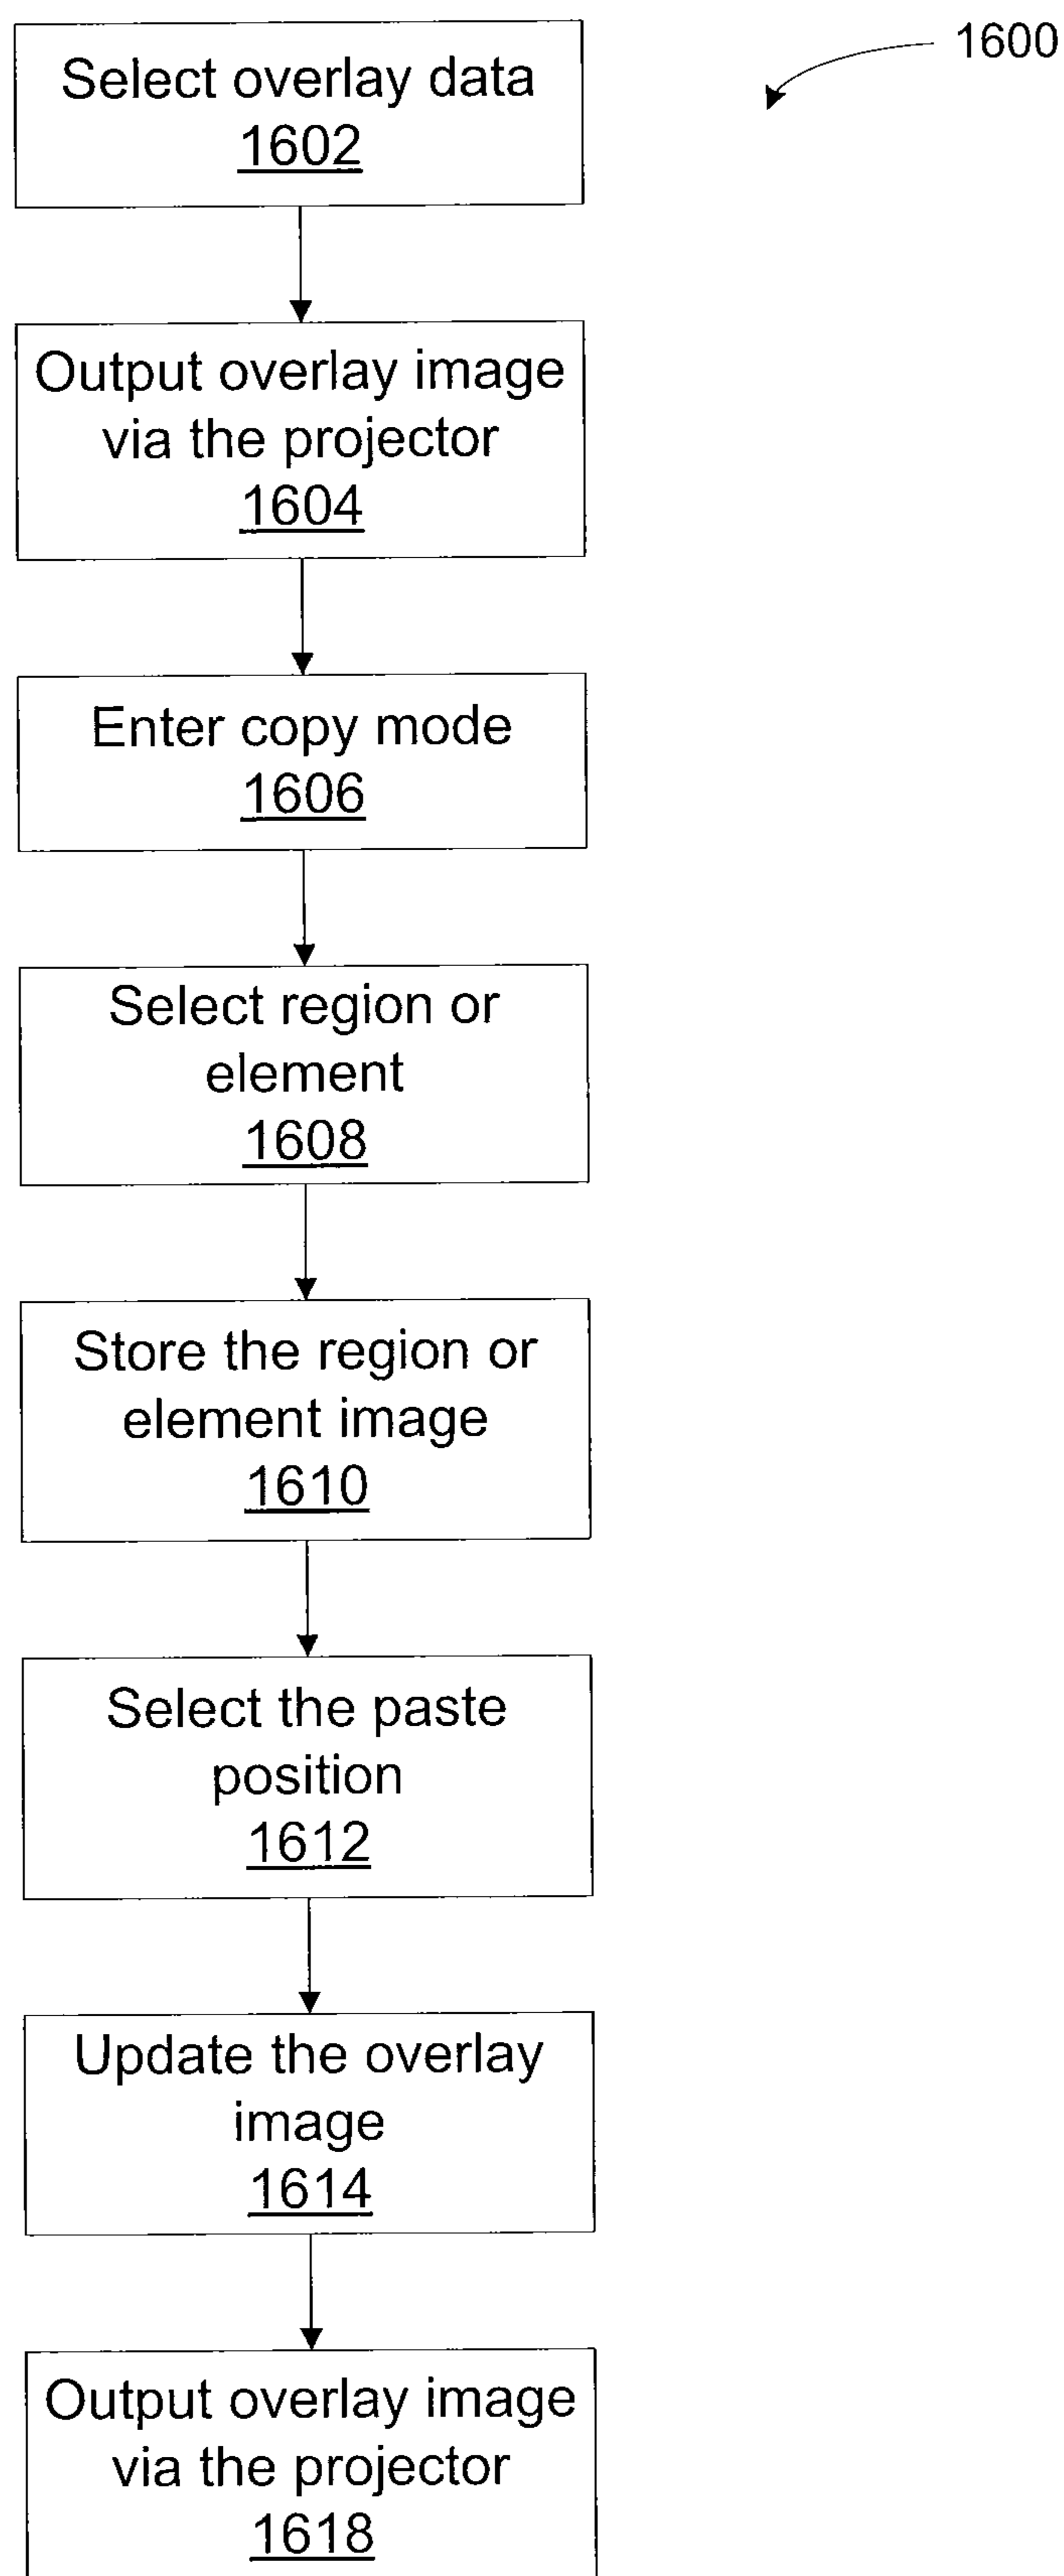 1600
Select overlay data
1602
Output overlay image
via the projector
1604
Enter copy mode
1606
Select region or
element
1608
Store the region or
element image
1610
Select the paste
position
1612
Update the overlay
image
1614
Output overlay image
via the projector
1618